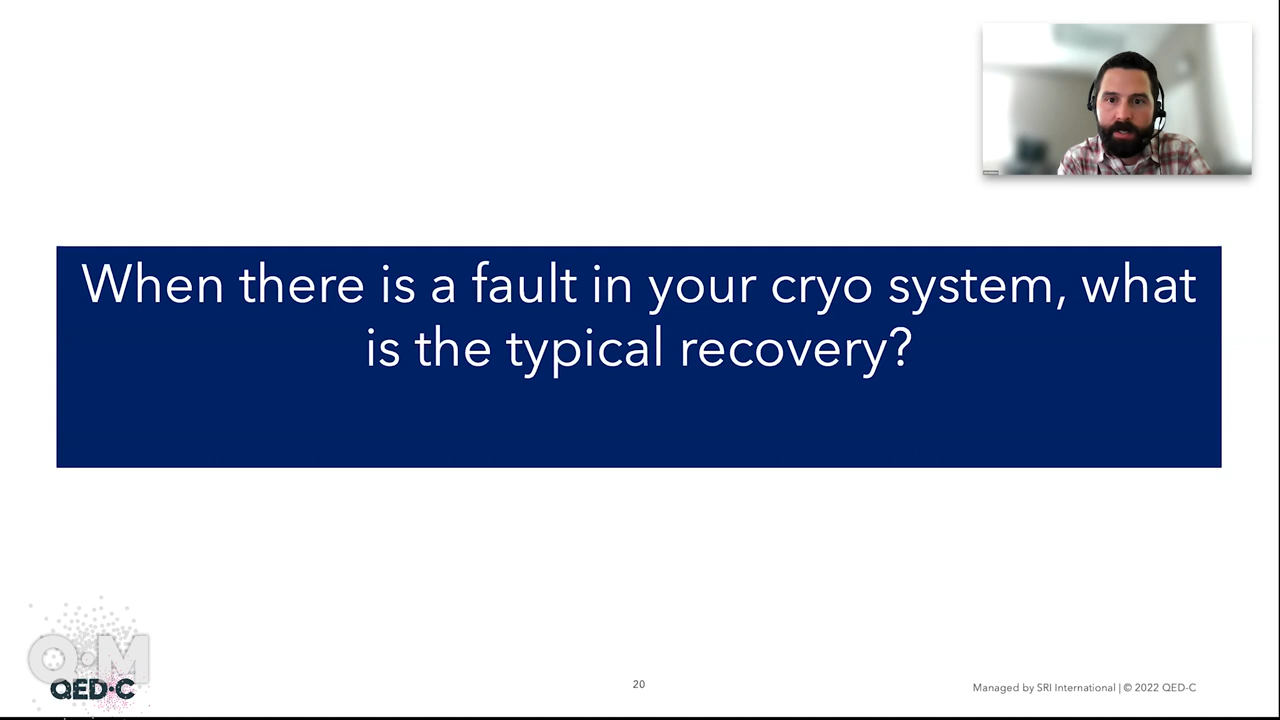 When there is a fault in your cryo system, what
is the typical recovery?
Q·M
QED·C
20
Managed by SRI International | © 2022 QED-C